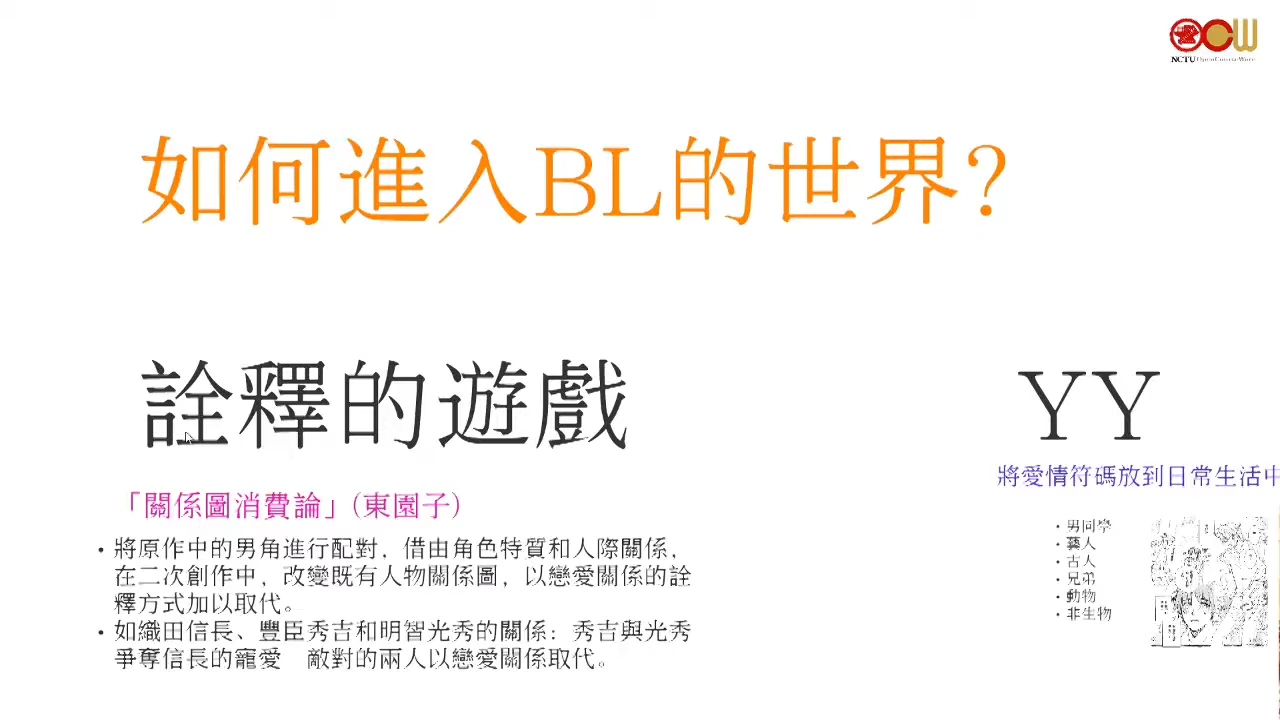 NCTU OpenCourseWare
如何進入BL的世界?
詮釋的遊戲
「關係圖消費論」(東園子)
• 將原作中的男角進行配對，借由角色特質和人際關係，
在二次創作中，改變既有人物關係圖，以戀愛關係的詮
釋方式加以取代。
• 如織田信長、豐臣秀吉和明智光秀的關係：秀吉與光秀
爭奪信長的寵愛　敵對的兩人以戀愛關係取代。
YY
將愛情符碼放到日常生活中
• 男同學
• 藝人
• 古人
• 兄弟
• 動物
• 非生物